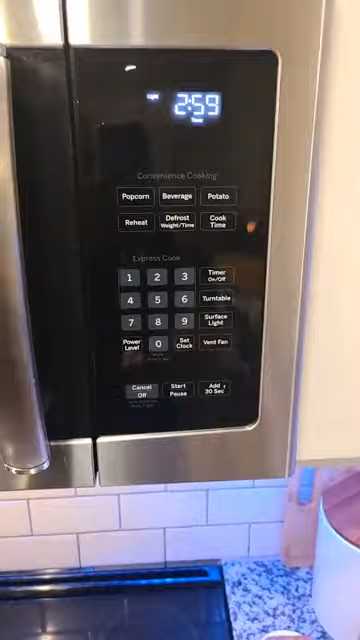 Light
2:59
Timer
Convenience Cooking
Popcorn Beverage Potato
Reheat Defrost Weight/Time Cook Time
Express Cook
1 2 3 Timer On/Off
4 5 6 Turntable
7 8 9 Surface Light
Power Level 0 Set Clock Vent Fan
Cancel Off Start Pause Add 30 Sec